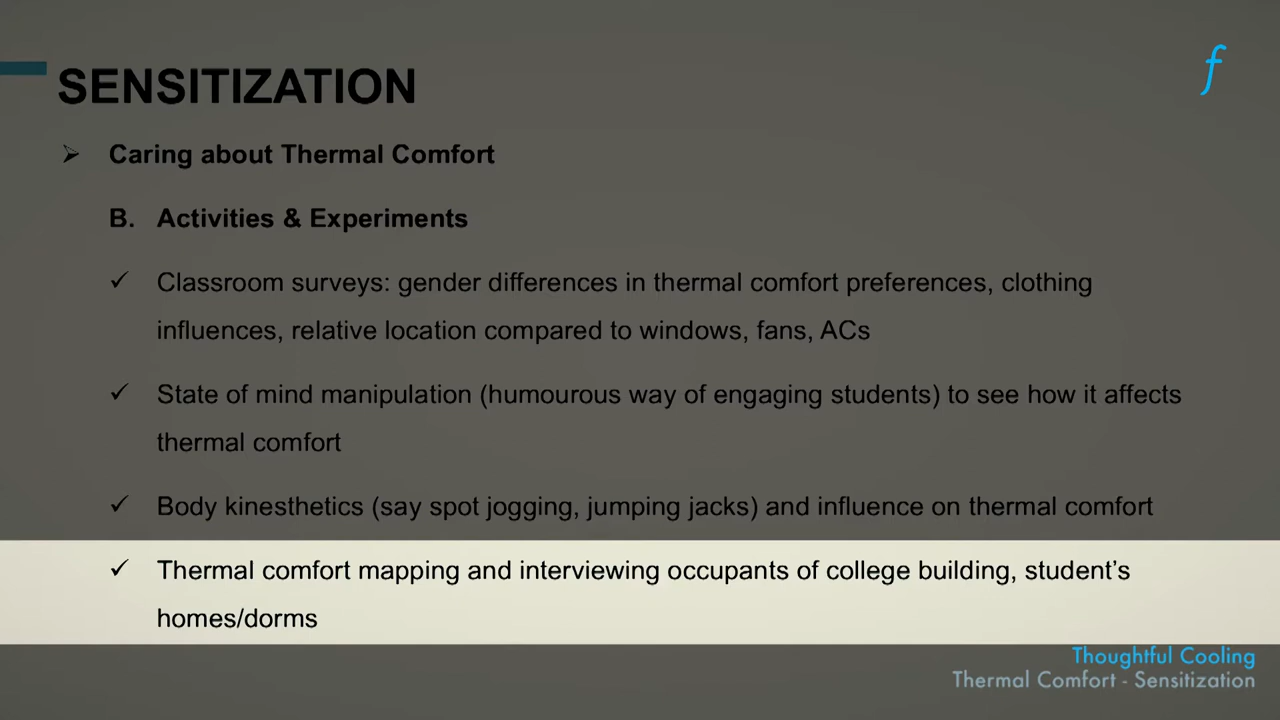 f
SENSITIZATION
➢ Caring about Thermal Comfort
B. Activities & Experiments
✓ Classroom surveys: gender differences in thermal comfort preferences, clothing
influences, relative location compared to windows, fans, ACs
✓ State of mind manipulation (humourous way of engaging students) to see how it affects
thermal comfort
✓ Body kinesthetics (say spot jogging, jumping jacks) and influence on thermal comfort
✓ Thermal comfort mapping and interviewing occupants of college building, student’s
homes/dorms
Thoughtful Cooling
Thermal Comfort - Sensitization